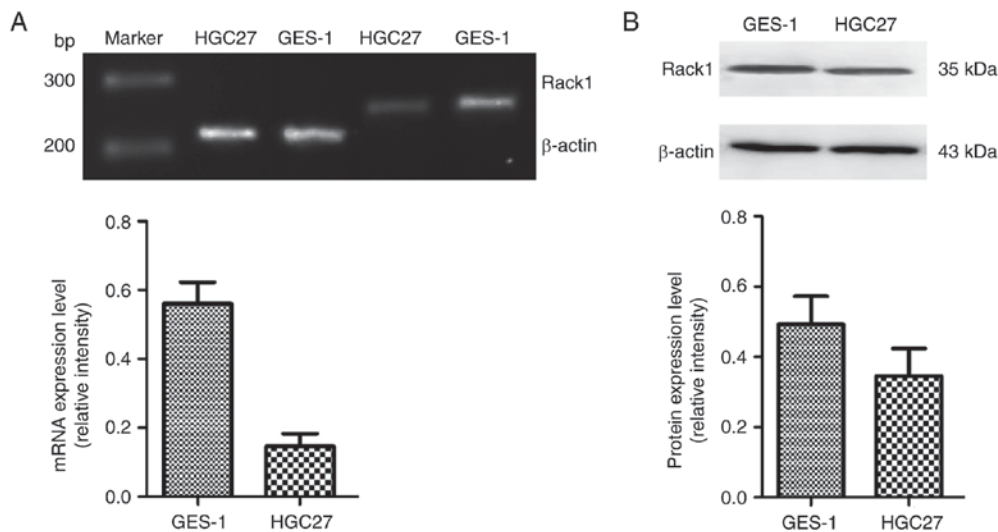 A
bp Marker HGC27 GES-1 HGC27 GES-1
300
Rack1
200
β-actin
0.8
0.6
0.4
0.2
0.0
mRNA expression level
(relative intensity)
GES-1 HGC27
B
GES-1 HGC27
Rack1 35 kDa
β-actin 43 kDa
0.8
0.6
0.4
0.2
0.0
Protein expression level
(relative intensity)
GES-1 HGC27